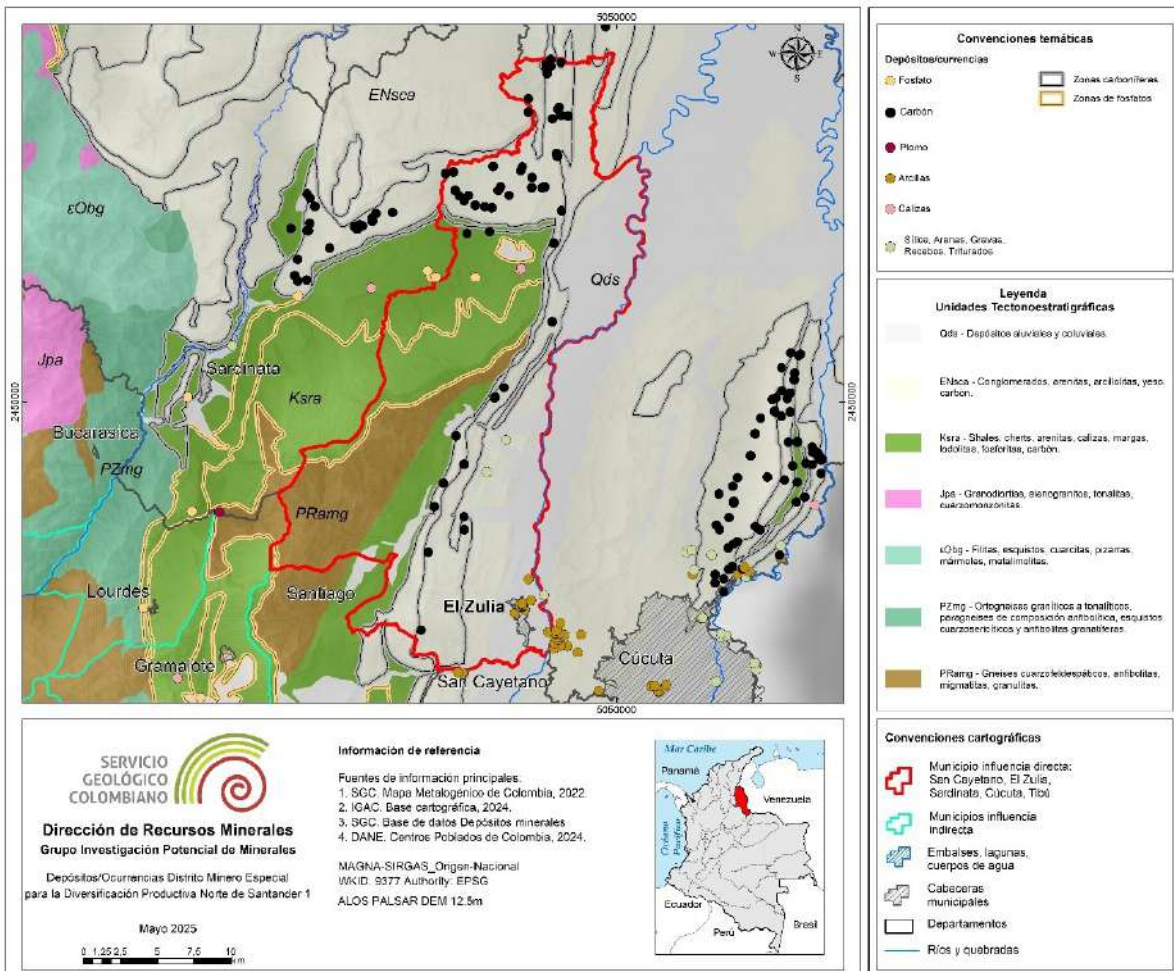 5050000
ENsca
εObg
Qds
Jpa
Sarcinata
2450000
2450000
Ksra
Bucarasica
PZmg
PRamg
Lourdes
Santiago
El Zulia
Gramalote
Cúcuta
San Cayetano
5050000
N
W
E
S
Convenciones temáticas
Depósitos/currencias
Fosfato
Carbón
Plomo
Arcillas
Calizas
Sílice, Arenas, Gravas,
Recebas, Triturados
Zonas carboníferas
Zonas de fosfatos
Leyenda
Unidades Tectonoestratigráficas
Qds - Depósitos aluviales y coluviales.
ENsca - Conglomerados, arenitas, arcillolitas, yeso,
carbon.
Ksra - Shales, cherts, arenitas, calizas, margas,
lodolitas, fosforitas, carbón.
Jpa - Granodioritas, sienogranitos, tonalitas,
cuarzomonzonitas.
εObg - Filitas, esquistos, cuarcitas, pizarras,
mármoles, metalimolitas.
PZmg - Ortogneises graníticos a tonalíticos,
paragneises de composición anfibolítica, esquistos
cuarzosericíticos y anfibolitas granatíferas.
PRamg - Gneises cuarzofeldespáticos, anfibolitas,
migmatitas, granulitas.
SERVICIO
GEOLÓGICO
COLOMBIANO
Dirección de Recursos Minerales
Grupo Investigación Potencial de Minerales
Depósitos/Ocurrencias Distrito Minero Especial
para la Diversificación Productiva Norte de Santander 1
Mayo 2025
0 1,25 2,5 5 7,5 10
km
Información de referencia
Fuentes de información principales:
1. SGC. Mapa Metalogénico de Colombia, 2022.
2. IGAC. Base cartográfica, 2024.
3. SGC. Base de datos Depósitos minerales
4. DANE. Centros Poblados de Colombia, 2024.
MAGNA-SIRGAS_Origen-Nacional
WKID: 9377 Authority: EPSG
ALOS PALSAR DEM 12.5m
Mar Caribe
Panamá
Venezuela
Océano
Pacífico
Ecuador
Perú
Brasil
Convenciones cartográficas
Municipio influencia directa:
San Cayetano, El Zulia,
Sardinata, Cúcuta, Tibú
Municipios influencia
indirecta
Embalses, lagunas,
cuerpos de agua
Cabeceras
municipales
Departamentos
Ríos y quebradas